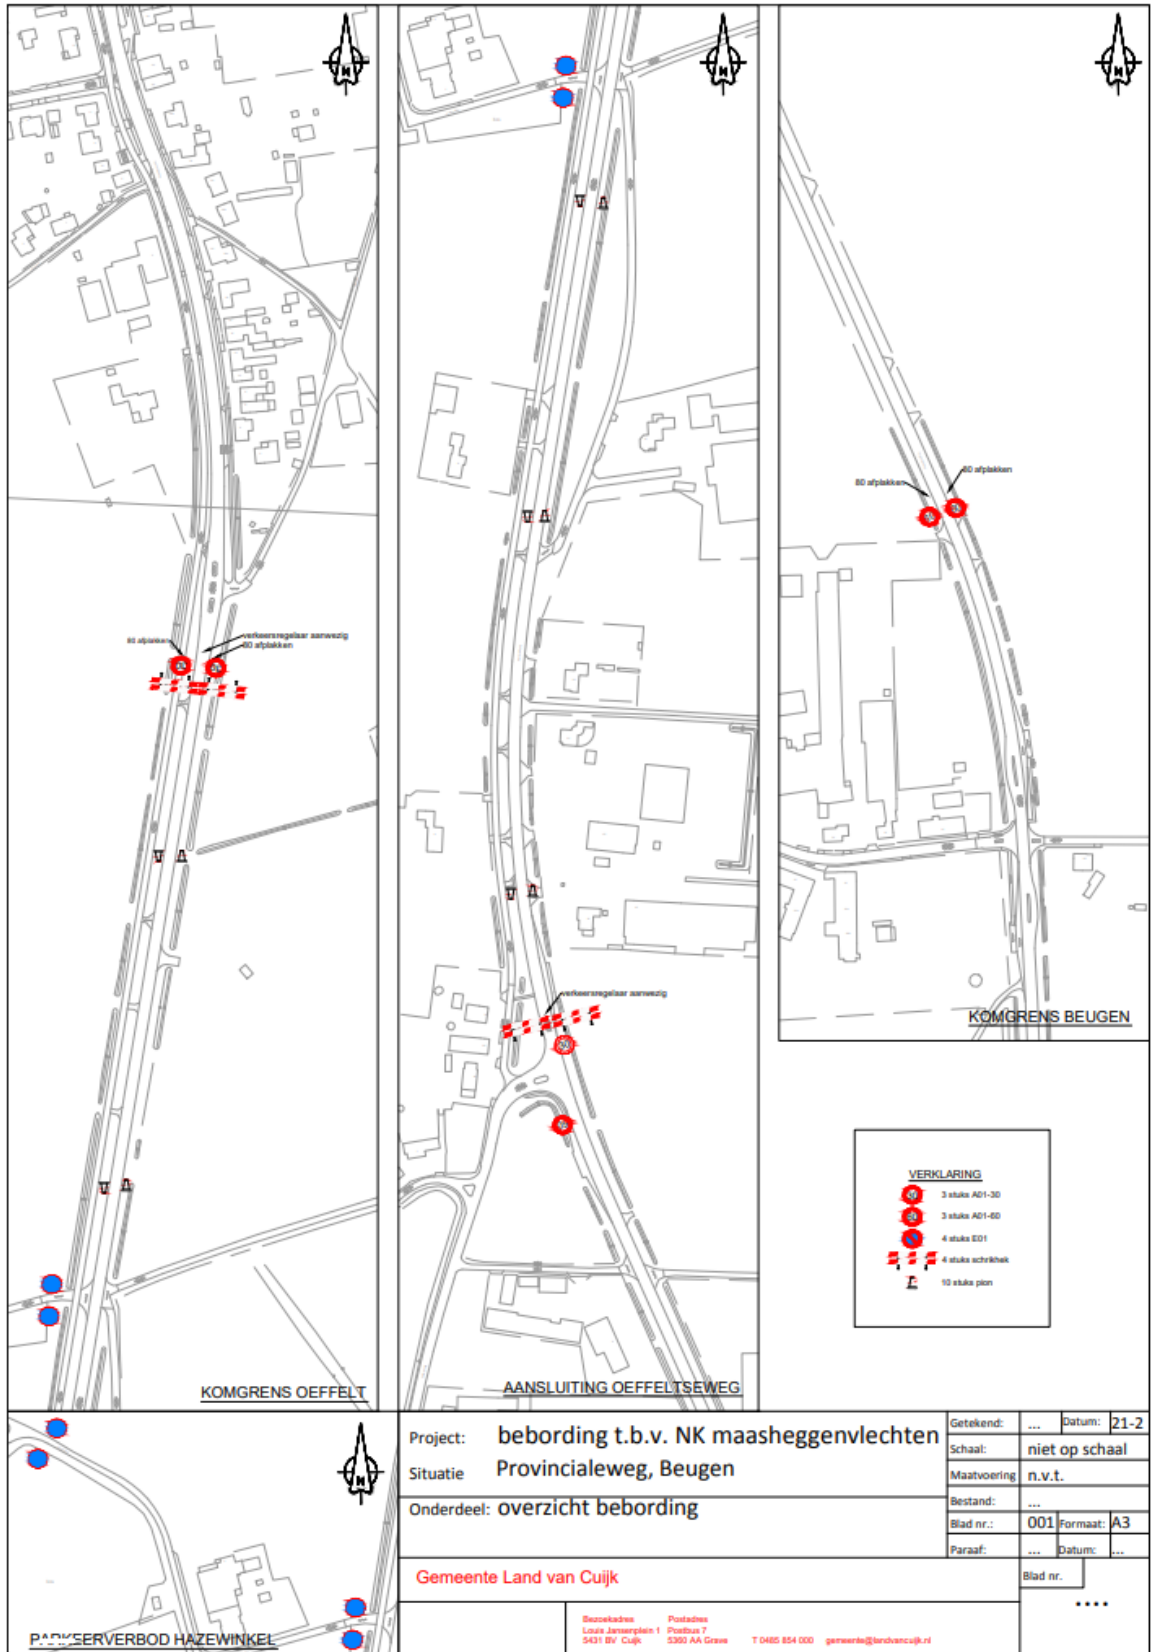 80 afplakken
verkeersregelaar aanwezig
80 afplakken
KOMGRENS OEFFELT
verkeersregelaar aanwezig
AANSLUITING OEFFELTSEWEG
80 afplakken
80 afplakken
KOMGRENS BEUGEN
VERKLARING
3 stuks A01-30
3 stuks A01-60
4 stuks E01
4 stuks schrikhek
10 stuks pion
PARKEERVERBOD HAZEWINKEL
Project: bebording t.b.v. NK maasheggenvlechten
Situatie Provincialeweg, Beugen
Onderdeel: overzicht bebording
Getekend: ... Datum: 21-2
Schaal: niet op schaal
Maatvoering n.v.t.
Bestand: ...
Blad nr.: 001 Formaat: A3
Paraaf: ... Datum: ...
Gemeente Land van Cuijk
Blad nr.
....
Bezoekadres Postadres
Louis Jansenplein 1 Postbus 7
5431 BV Cuijk 5360 AA Grave T 0485 854 000 gemeente@landvancuijk.nl